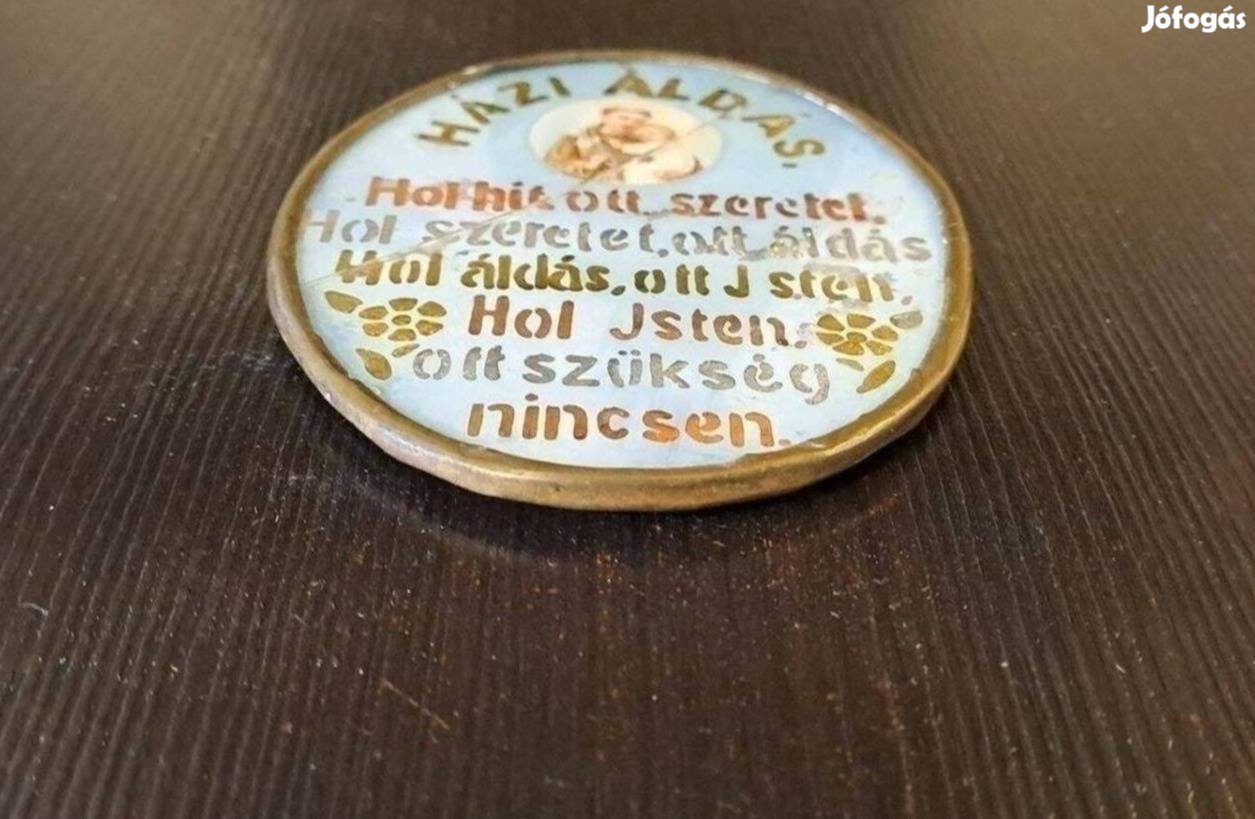 Jófogás
HÁZI ÁLDÁS.
Hol hit ott szeretet.
Hol szeretet, ott áldás
Hol áldás, ott Jsten.
Hol Jsten,
ott szükség
nincsen.